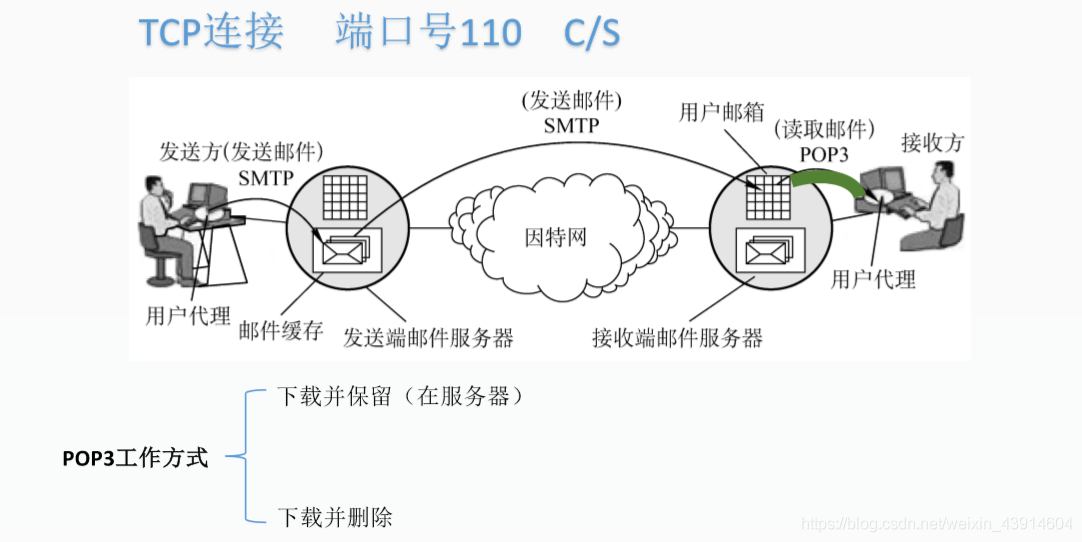 TCP连接 端口号110 C/S
(发送邮件)
SMTP
用户邮箱
(读取邮件)
POP3
接收方
发送方(发送邮件)
SMTP
因特网
用户代理
用户代理
邮件缓存
发送端邮件服务器
接收端邮件服务器
下载并保留（在服务器）
POP3工作方式
下载并删除
https://blog.csdn.net/weixin_43914604